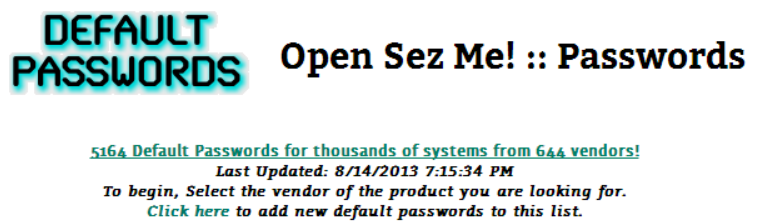 DEFAULT
PASSWORDS
Open Sez Me! :: Passwords
5164 Default Passwords for thousands of systems from 644 vendors!
Last Updated: 8/14/2013 7:15:34 PM
To begin, Select the vendor of the product you are looking for.
Click here to add new default passwords to this list.